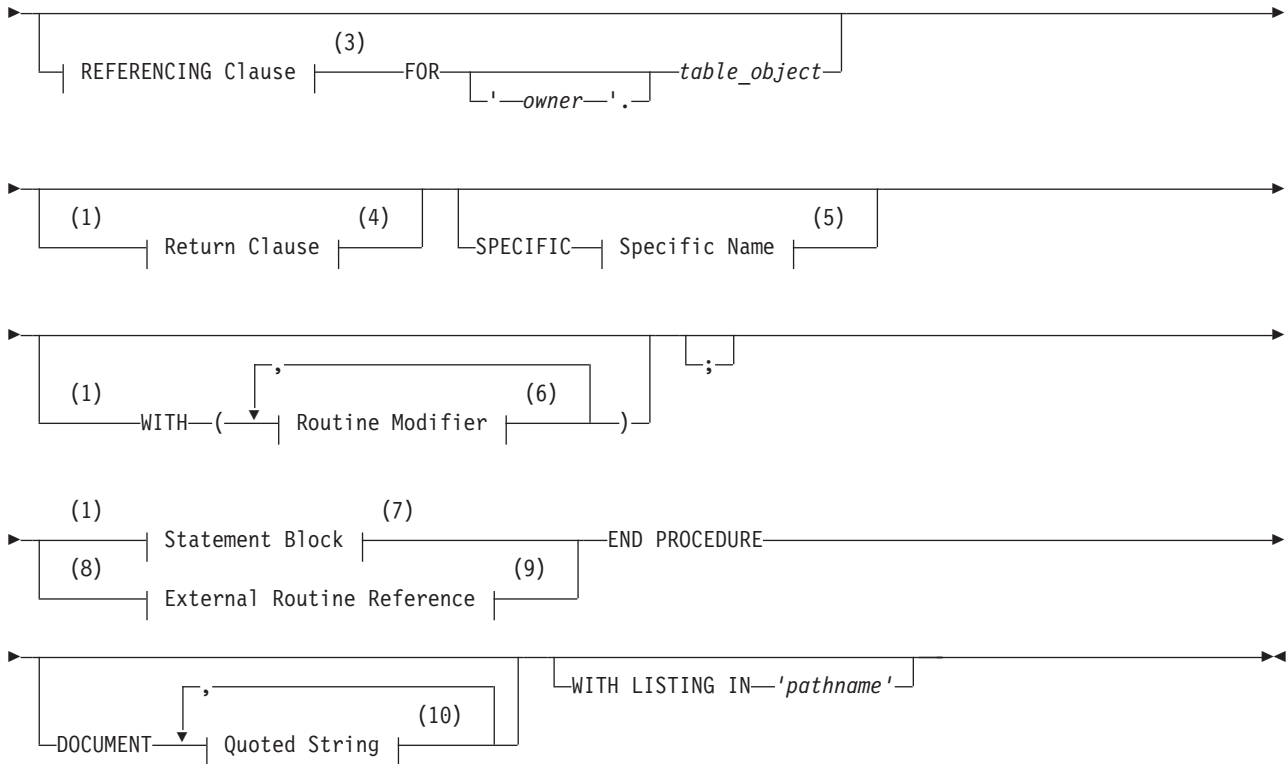 (3)
REFERENCING Clause FOR table_object
' owner '.
(1) (4) (5)
Return Clause SPECIFIC Specific Name
, ;
(1) (6)
WITH ( Routine Modifier )
(1) (7)
Statement Block END PROCEDURE
(8) (9)
External Routine Reference
WITH LISTING IN 'pathname'
,
(10)
DOCUMENT Quoted String